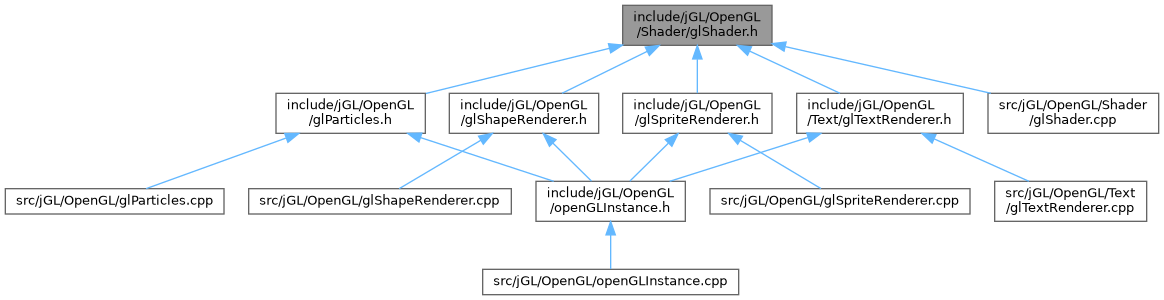 include/jGL/OpenGL
/Shader/glShader.h
include/jGL/OpenGL
/glParticles.h
include/jGL/OpenGL
/glShapeRenderer.h
include/jGL/OpenGL
/glSpriteRenderer.h
include/jGL/OpenGL
/Text/glTextRenderer.h
src/jGL/OpenGL/Shader
/glShader.cpp
src/jGL/OpenGL/glParticles.cpp
src/jGL/OpenGL/glShapeRenderer.cpp
include/jGL/OpenGL
/openGLInstance.h
src/jGL/OpenGL/glSpriteRenderer.cpp
src/jGL/OpenGL/Text
/glTextRenderer.cpp
src/jGL/OpenGL/openGLInstance.cpp